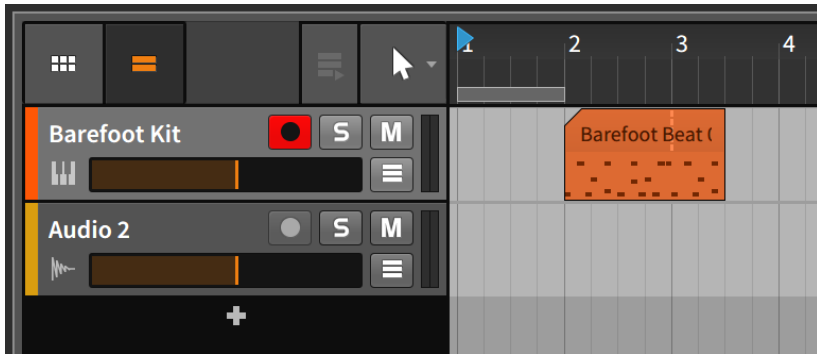 1 2 3 4
Barefoot Kit S M
Barefoot Beat (
Audio 2 S M